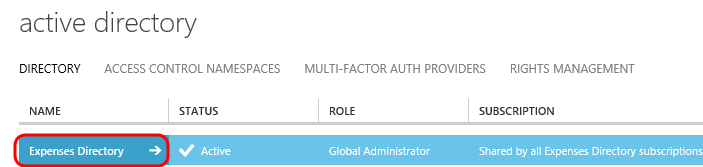 active directory
DIRECTORY ACCESS CONTROL NAMESPACES MULTI-FACTOR AUTH PROVIDERS RIGHTS MANAGEMENT
NAME STATUS ROLE SUBSCRIPTION
Expenses Directory Active Global Administrator Shared by all Expenses Directory subscriptions